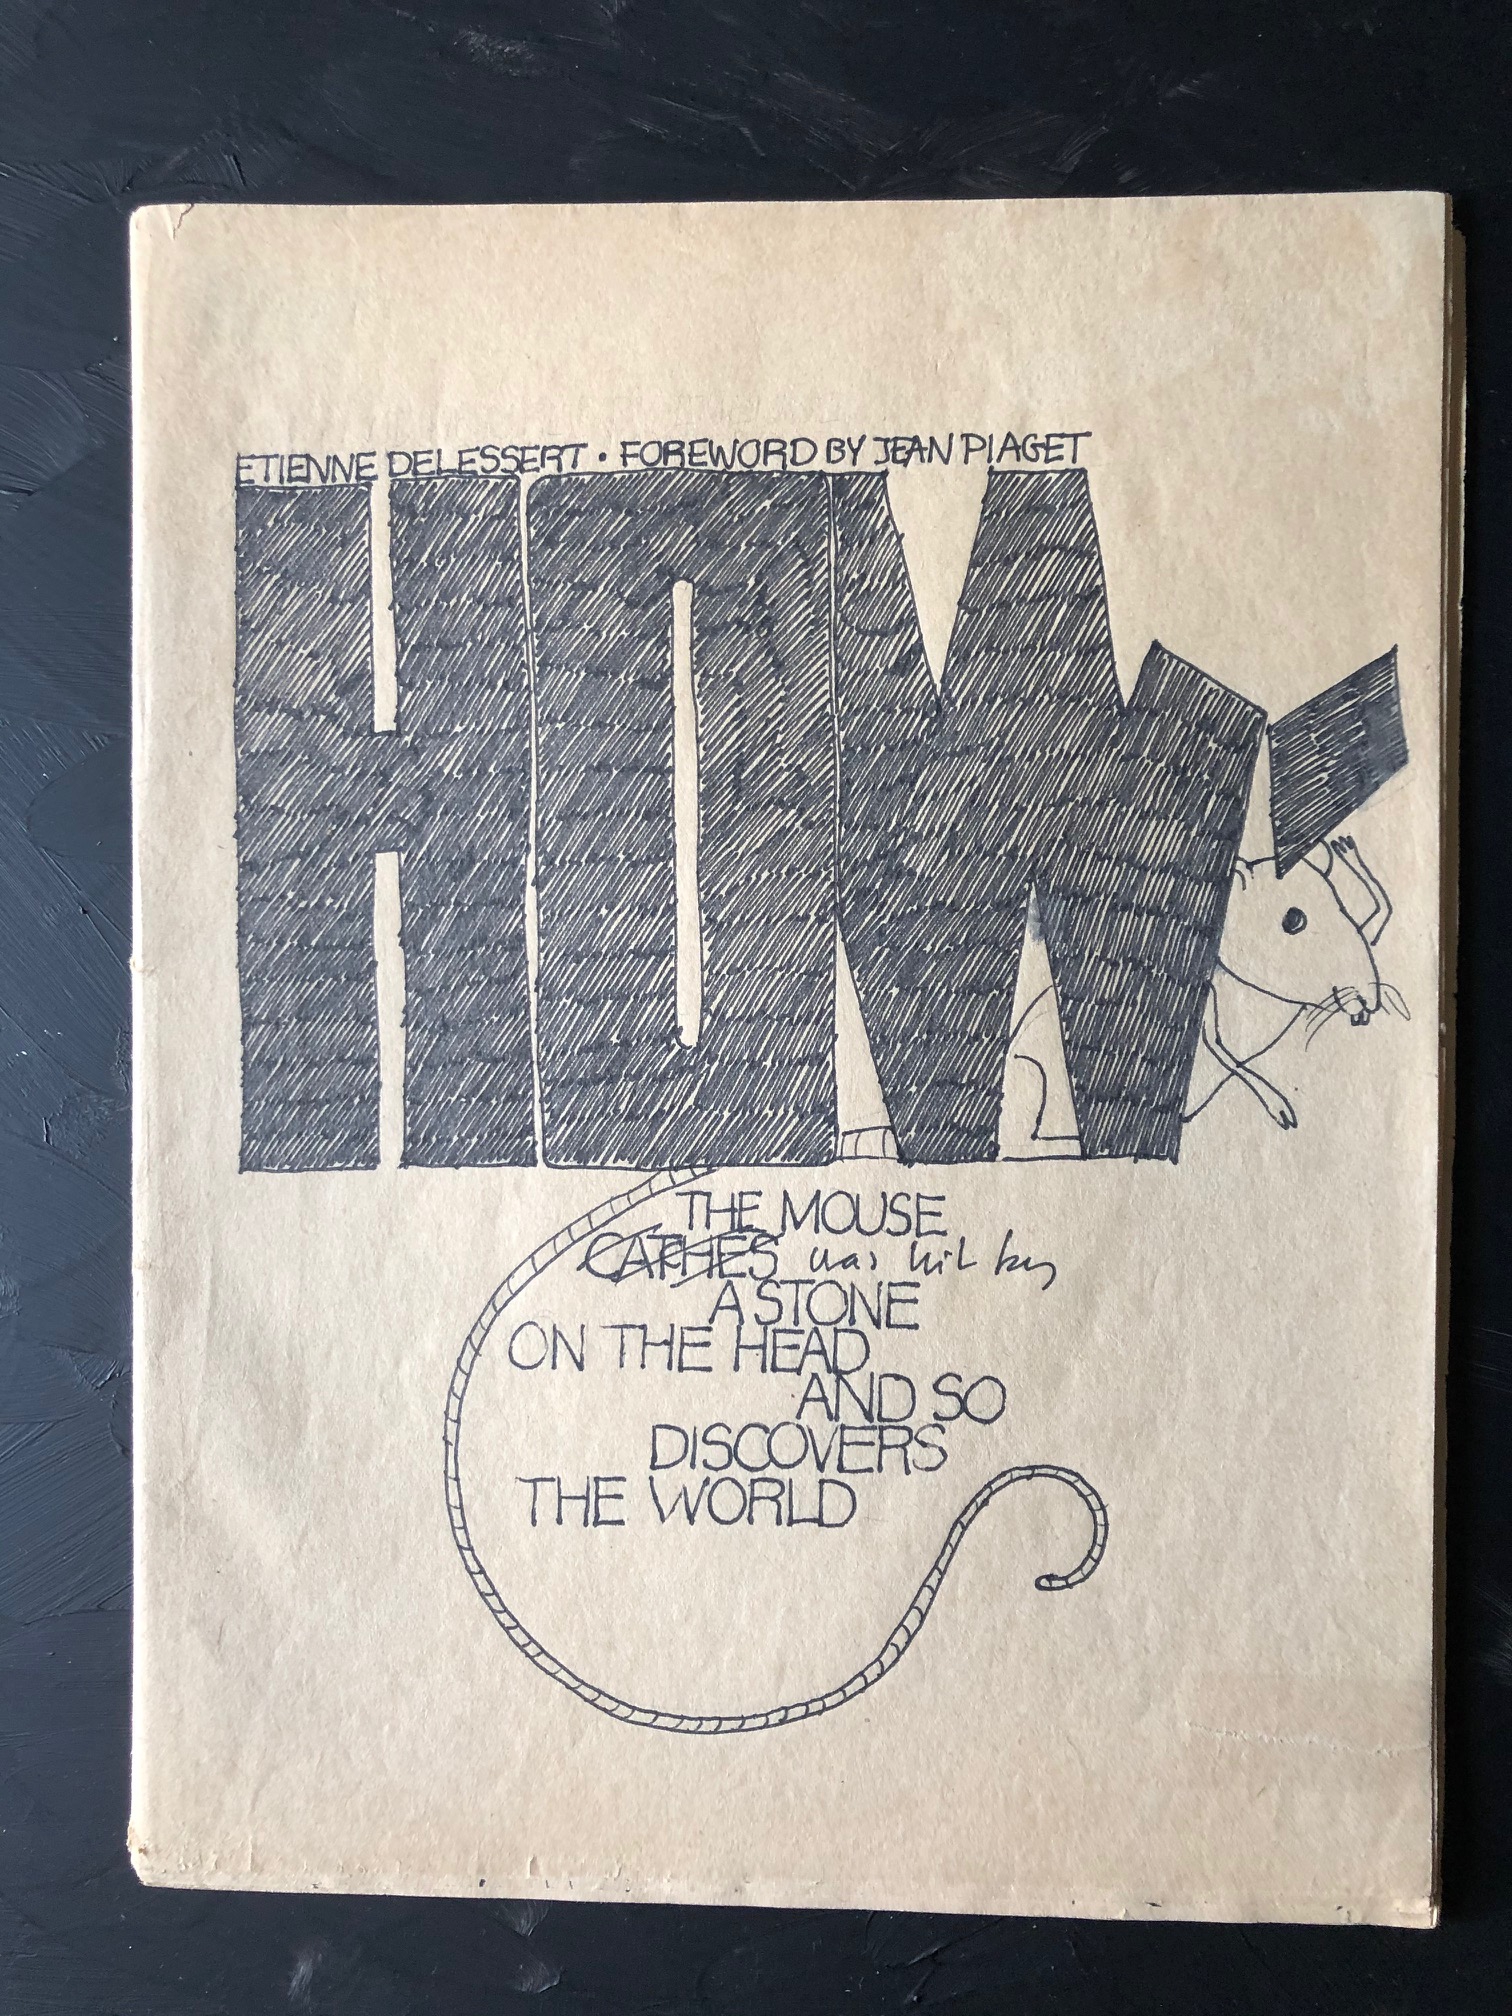 ETIENNE DELESSERT • FOREWORD BY JEAN PIAGET
HOW
THE MOUSE
CATHES was hit by
A STONE
ON THE HEAD
AND SO
DISCOVERS
THE WORLD